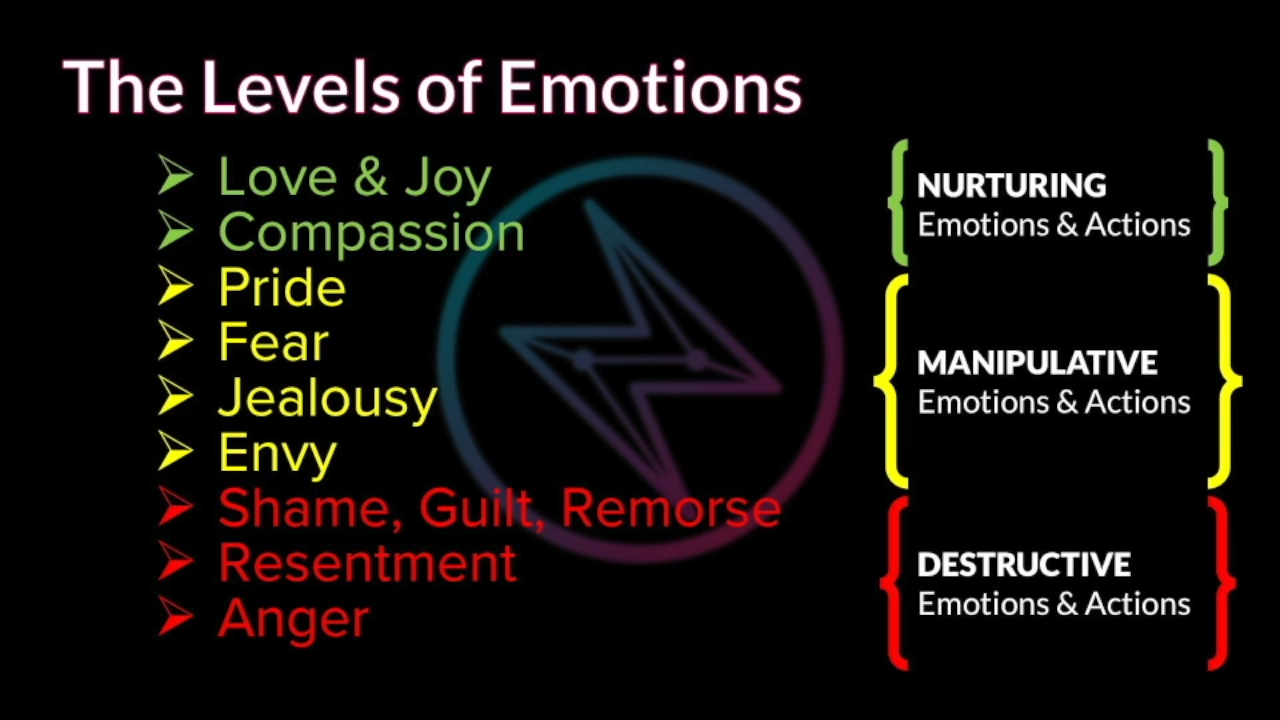 The Levels of Emotions
Love & Joy
Compassion
Pride
Fear
Jealousy
Envy
Shame, Guilt, Remorse
Resentment
Anger
NURTURING
Emotions & Actions
MANIPULATIVE
Emotions & Actions
DESTRUCTIVE
Emotions & Actions